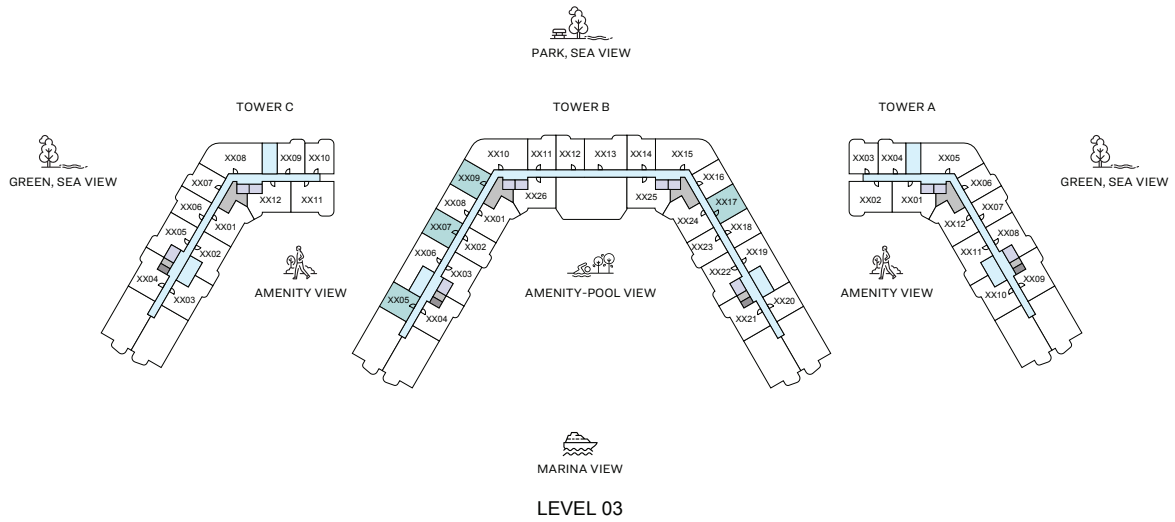 PARK, SEA VIEW
TOWER C
TOWER B
TOWER A
GREEN, SEA VIEW
GREEN, SEA VIEW
XX08
XX09
XX10
XX07
XX12
XX11
XX06
XX05
XX01
XX02
XX04
XX03
XX10
XX11
XX12
XX13
XX14
XX15
XX09
XX26
XX25
XX16
XX08
XX01
XX17
XX07
XX02
XX24
XX18
XX06
XX03
XX23
XX19
XX05
XX04
XX22
XX20
XX21
XX03
XX04
XX05
XX02
XX01
XX06
XX07
XX12
XX08
XX11
XX09
XX10
AMENITY VIEW
AMENITY-POOL VIEW
AMENITY VIEW
MARINA VIEW
LEVEL 03